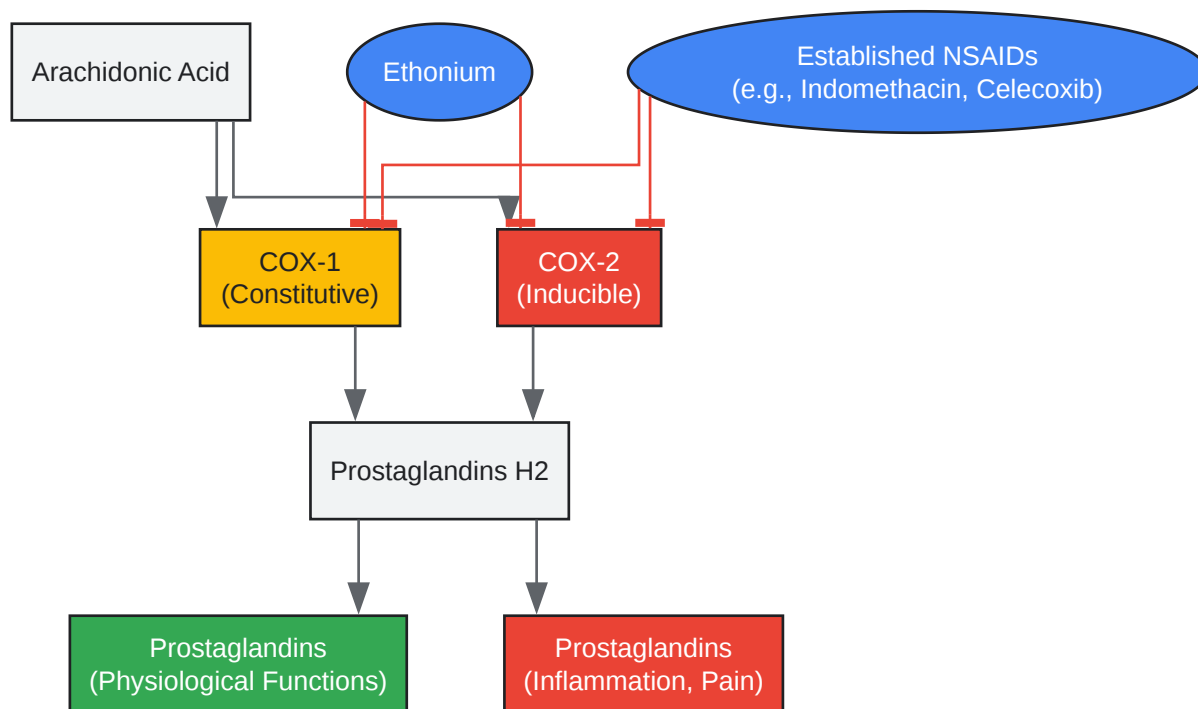 Arachidonic Acid
Ethonium
Established NSAIDs
(e.g., Indomethacin, Celecoxib)
COX-1
(Constitutive)
COX-2
(Inducible)
Prostaglandins H2
Prostaglandins
(Physiological Functions)
Prostaglandins
(Inflammation, Pain)